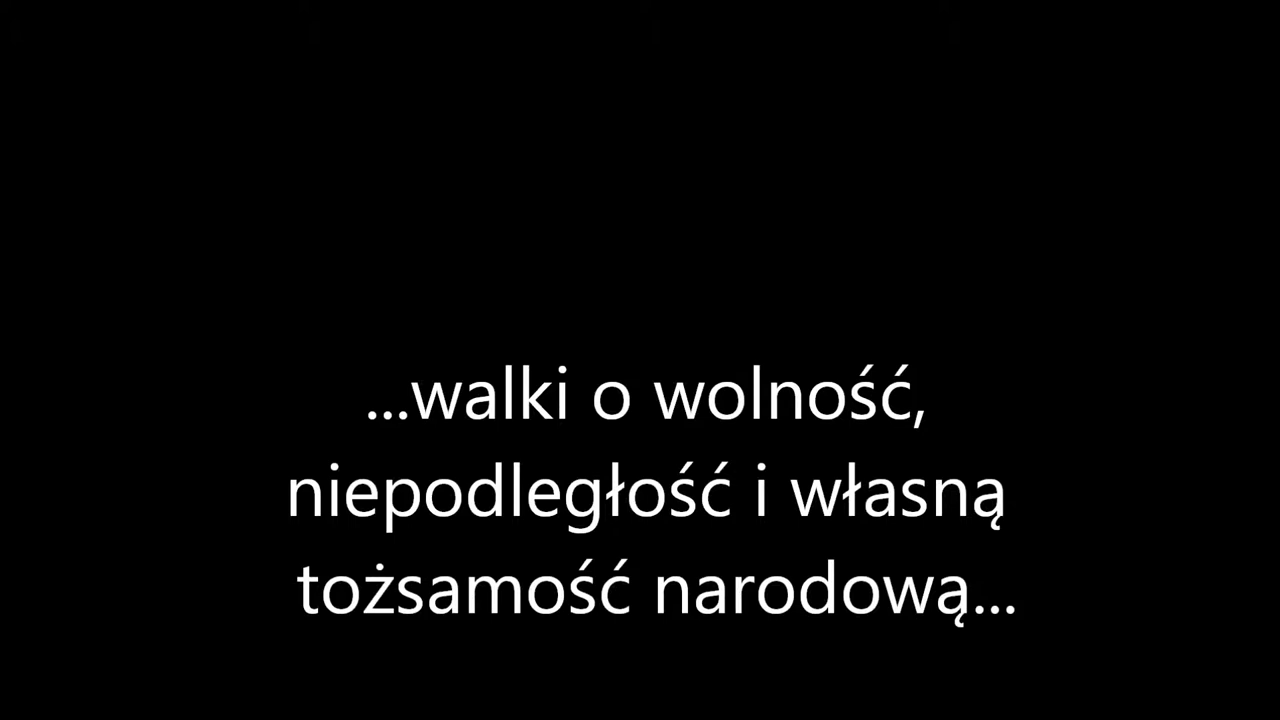 ...walki o wolność,
niepodległość i własną
tożsamość narodową...